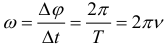 ω = Δφ/Δt = 2π/T = 2πν